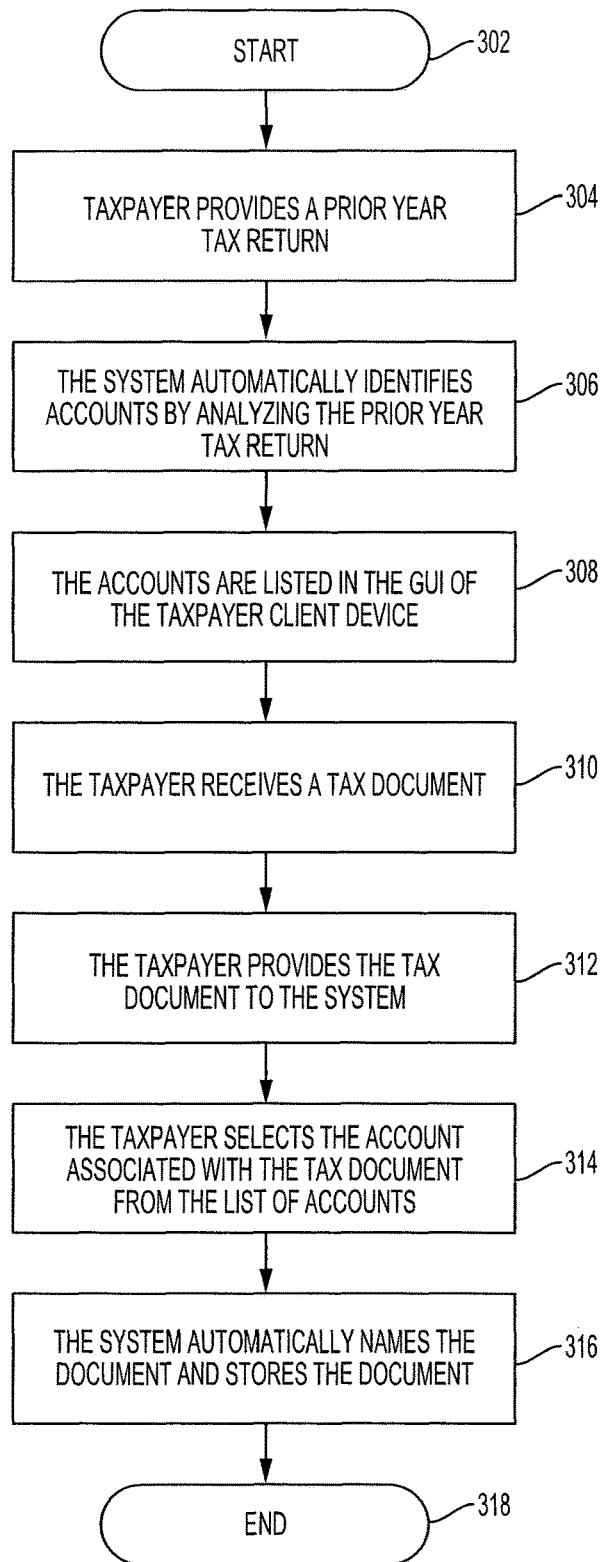 START
302
TAXPAYER PROVIDES A PRIOR YEAR
TAX RETURN
304
THE SYSTEM AUTOMATICALLY IDENTIFIES
ACCOUNTS BY ANALYZING THE PRIOR YEAR
TAX RETURN
306
THE ACCOUNTS ARE LISTED IN THE GUI OF
THE TAXPAYER CLIENT DEVICE
308
THE TAXPAYER RECEIVES A TAX DOCUMENT
310
THE TAXPAYER PROVIDES THE TAX
DOCUMENT TO THE SYSTEM
312
THE TAXPAYER SELECTS THE ACCOUNT
ASSOCIATED WITH THE TAX DOCUMENT
FROM THE LIST OF ACCOUNTS
314
THE SYSTEM AUTOMATICALLY NAMES THE
DOCUMENT AND STORES THE DOCUMENT
316
END
318